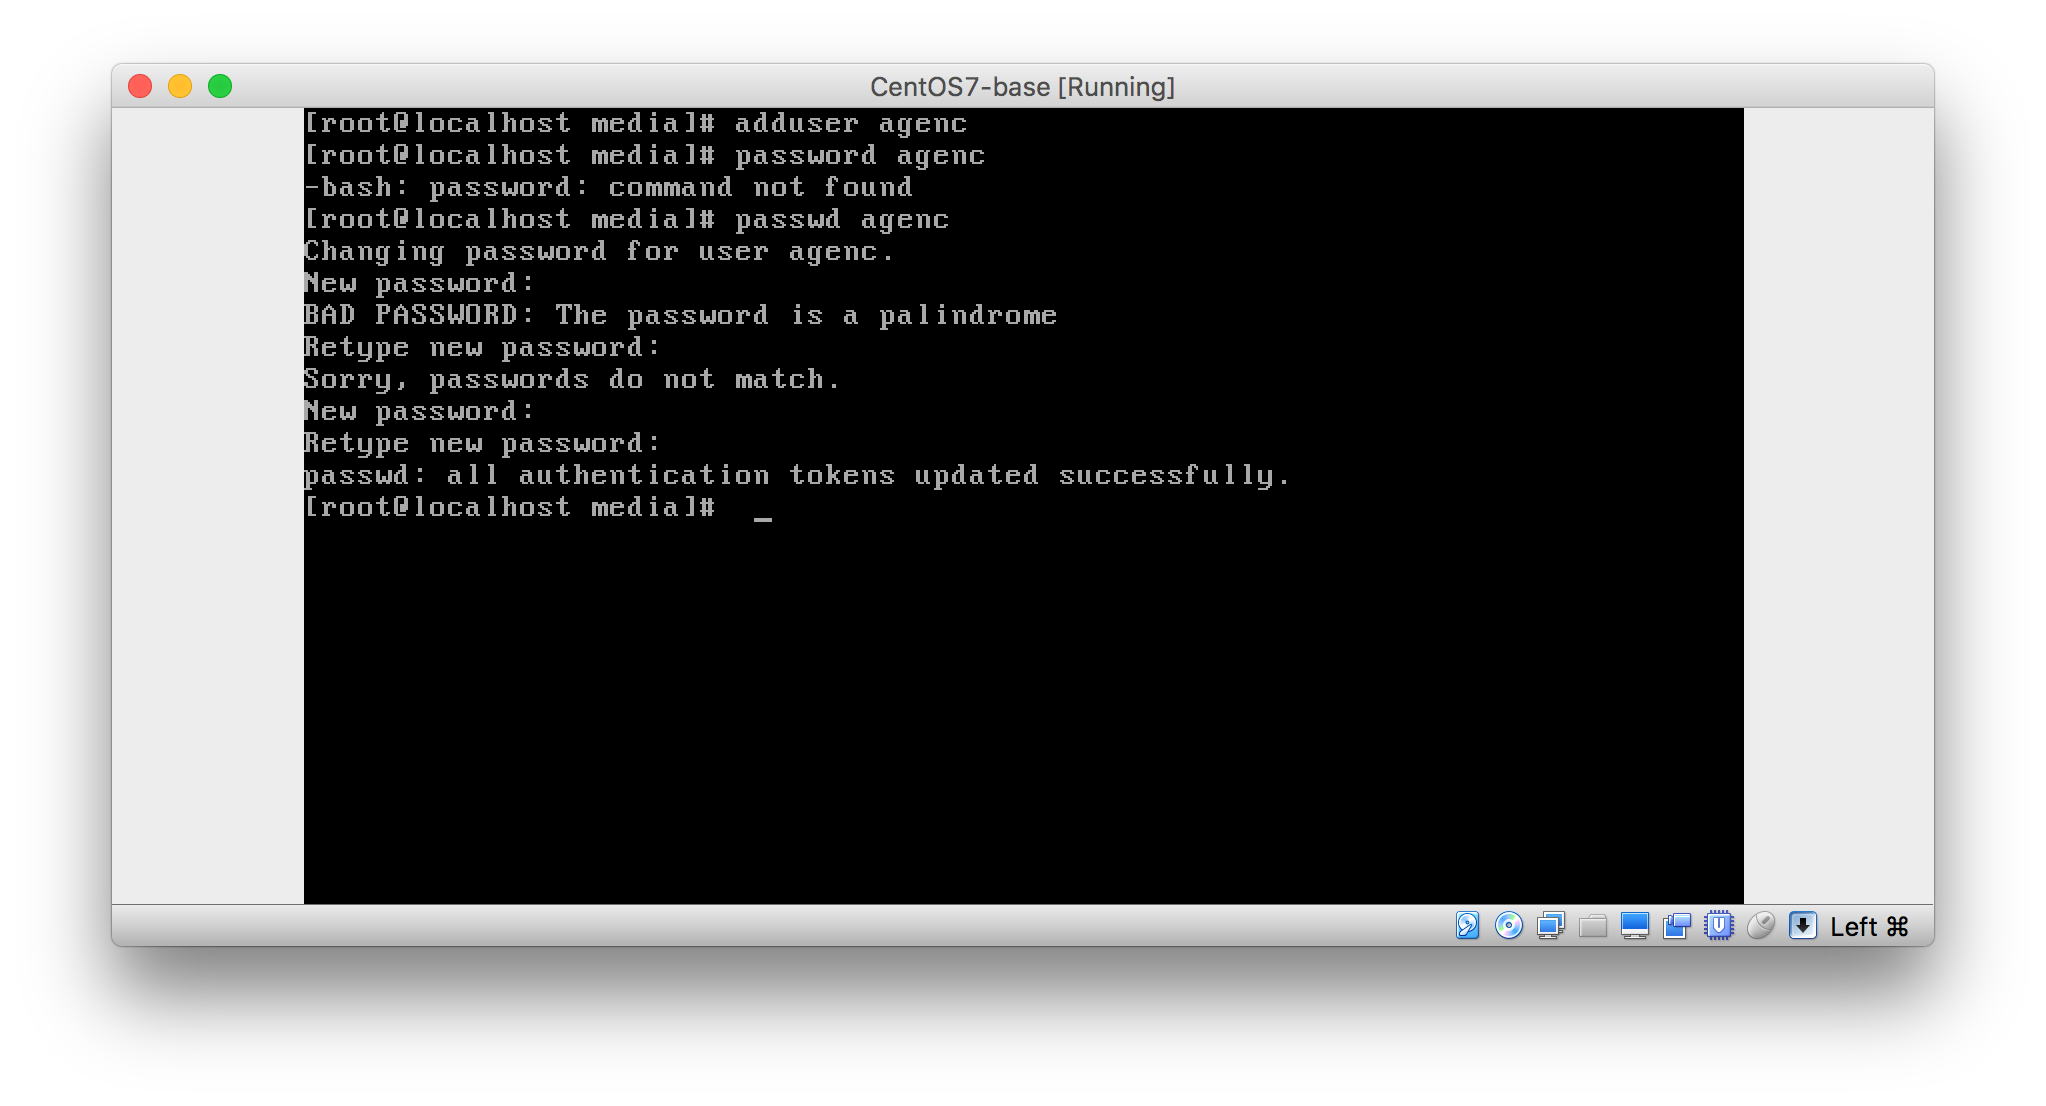 CentOS7-base [Running]
[root@localhost media]# adduser agenc
[root@localhost media]# password agenc
-bash: password: command not found
[root@localhost media]# passwd agenc
Changing password for user agenc.
New password:
BAD PASSWORD: The password is a palindrome
Retype new password:
Sorry, passwords do not match.
New password:
Retype new password:
passwd: all authentication tokens updated successfully.
[root@localhost media]# _
Left ⌘